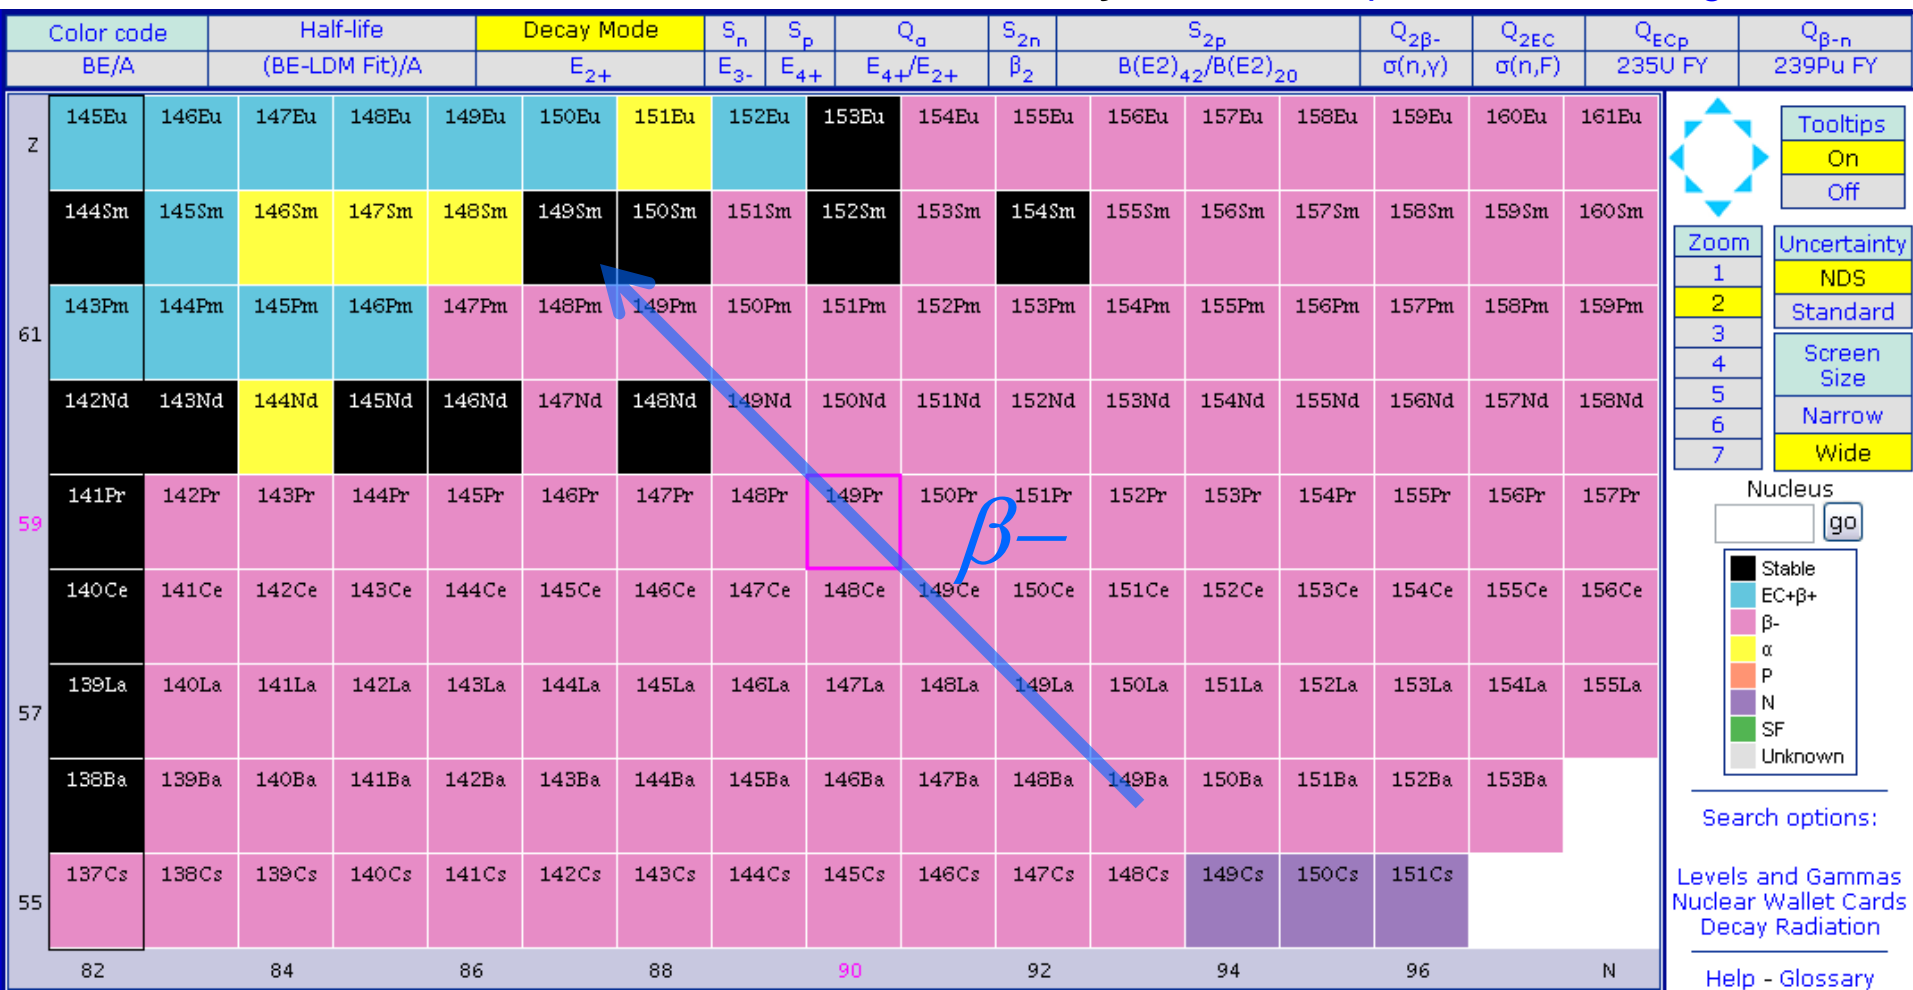 Color code Half-life Decay Mode Sn Sp Qα S2n S2p Q2β- Q2EC QECp Qβ-n
BE/A (BE-LDM Fit)/A E2+ E3- E4+ E4+/E2+ β2 B(E2)42/B(E2)20 σ(n,γ) σ(n,F) 235U FY 239Pu FY
Z 145Eu 146Eu 147Eu 148Eu 149Eu 150Eu 151Eu 152Eu 153Eu 154Eu 155Eu 156Eu 157Eu 158Eu 159Eu 160Eu 161Eu
144Sm 145Sm 146Sm 147Sm 148Sm 149Sm 150Sm 151Sm 152Sm 153Sm 154Sm 155Sm 156Sm 157Sm 158Sm 159Sm 160Sm
61 143Pm 144Pm 145Pm 146Pm 147Pm 148Pm 149Pm 150Pm 151Pm 152Pm 153Pm 154Pm 155Pm 156Pm 157Pm 158Pm 159Pm
142Nd 143Nd 144Nd 145Nd 146Nd 147Nd 148Nd 149Nd 150Nd 151Nd 152Nd 153Nd 154Nd 155Nd 156Nd 157Nd 158Nd
59 141Pr 142Pr 143Pr 144Pr 145Pr 146Pr 147Pr 148Pr 149Pr 150Pr 151Pr 152Pr 153Pr 154Pr 155Pr 156Pr 157Pr
β−
140Ce 141Ce 142Ce 143Ce 144Ce 145Ce 146Ce 147Ce 148Ce 149Ce 150Ce 151Ce 152Ce 153Ce 154Ce 155Ce 156Ce
57 139La 140La 141La 142La 143La 144La 145La 146La 147La 148La 149La 150La 151La 152La 153La 154La 155La
138Ba 139Ba 140Ba 141Ba 142Ba 143Ba 144Ba 145Ba 146Ba 147Ba 148Ba 149Ba 150Ba 151Ba 152Ba 153Ba
55 137Cs 138Cs 139Cs 140Cs 141Cs 142Cs 143Cs 144Cs 145Cs 146Cs 147Cs 148Cs 149Cs 150Cs 151Cs
82 84 86 88 90 92 94 96 N
Tooltips
On
Off
Zoom
1
2
3
4
5
6
7
Uncertainty
NDS
Standard
Screen
Size
Narrow
Wide
Nucleus
go
Stable
EC+β+
β-
α
P
N
SF
Unknown
Search options:
Levels and Gammas
Nuclear Wallet Cards
Decay Radiation
Help - Glossary